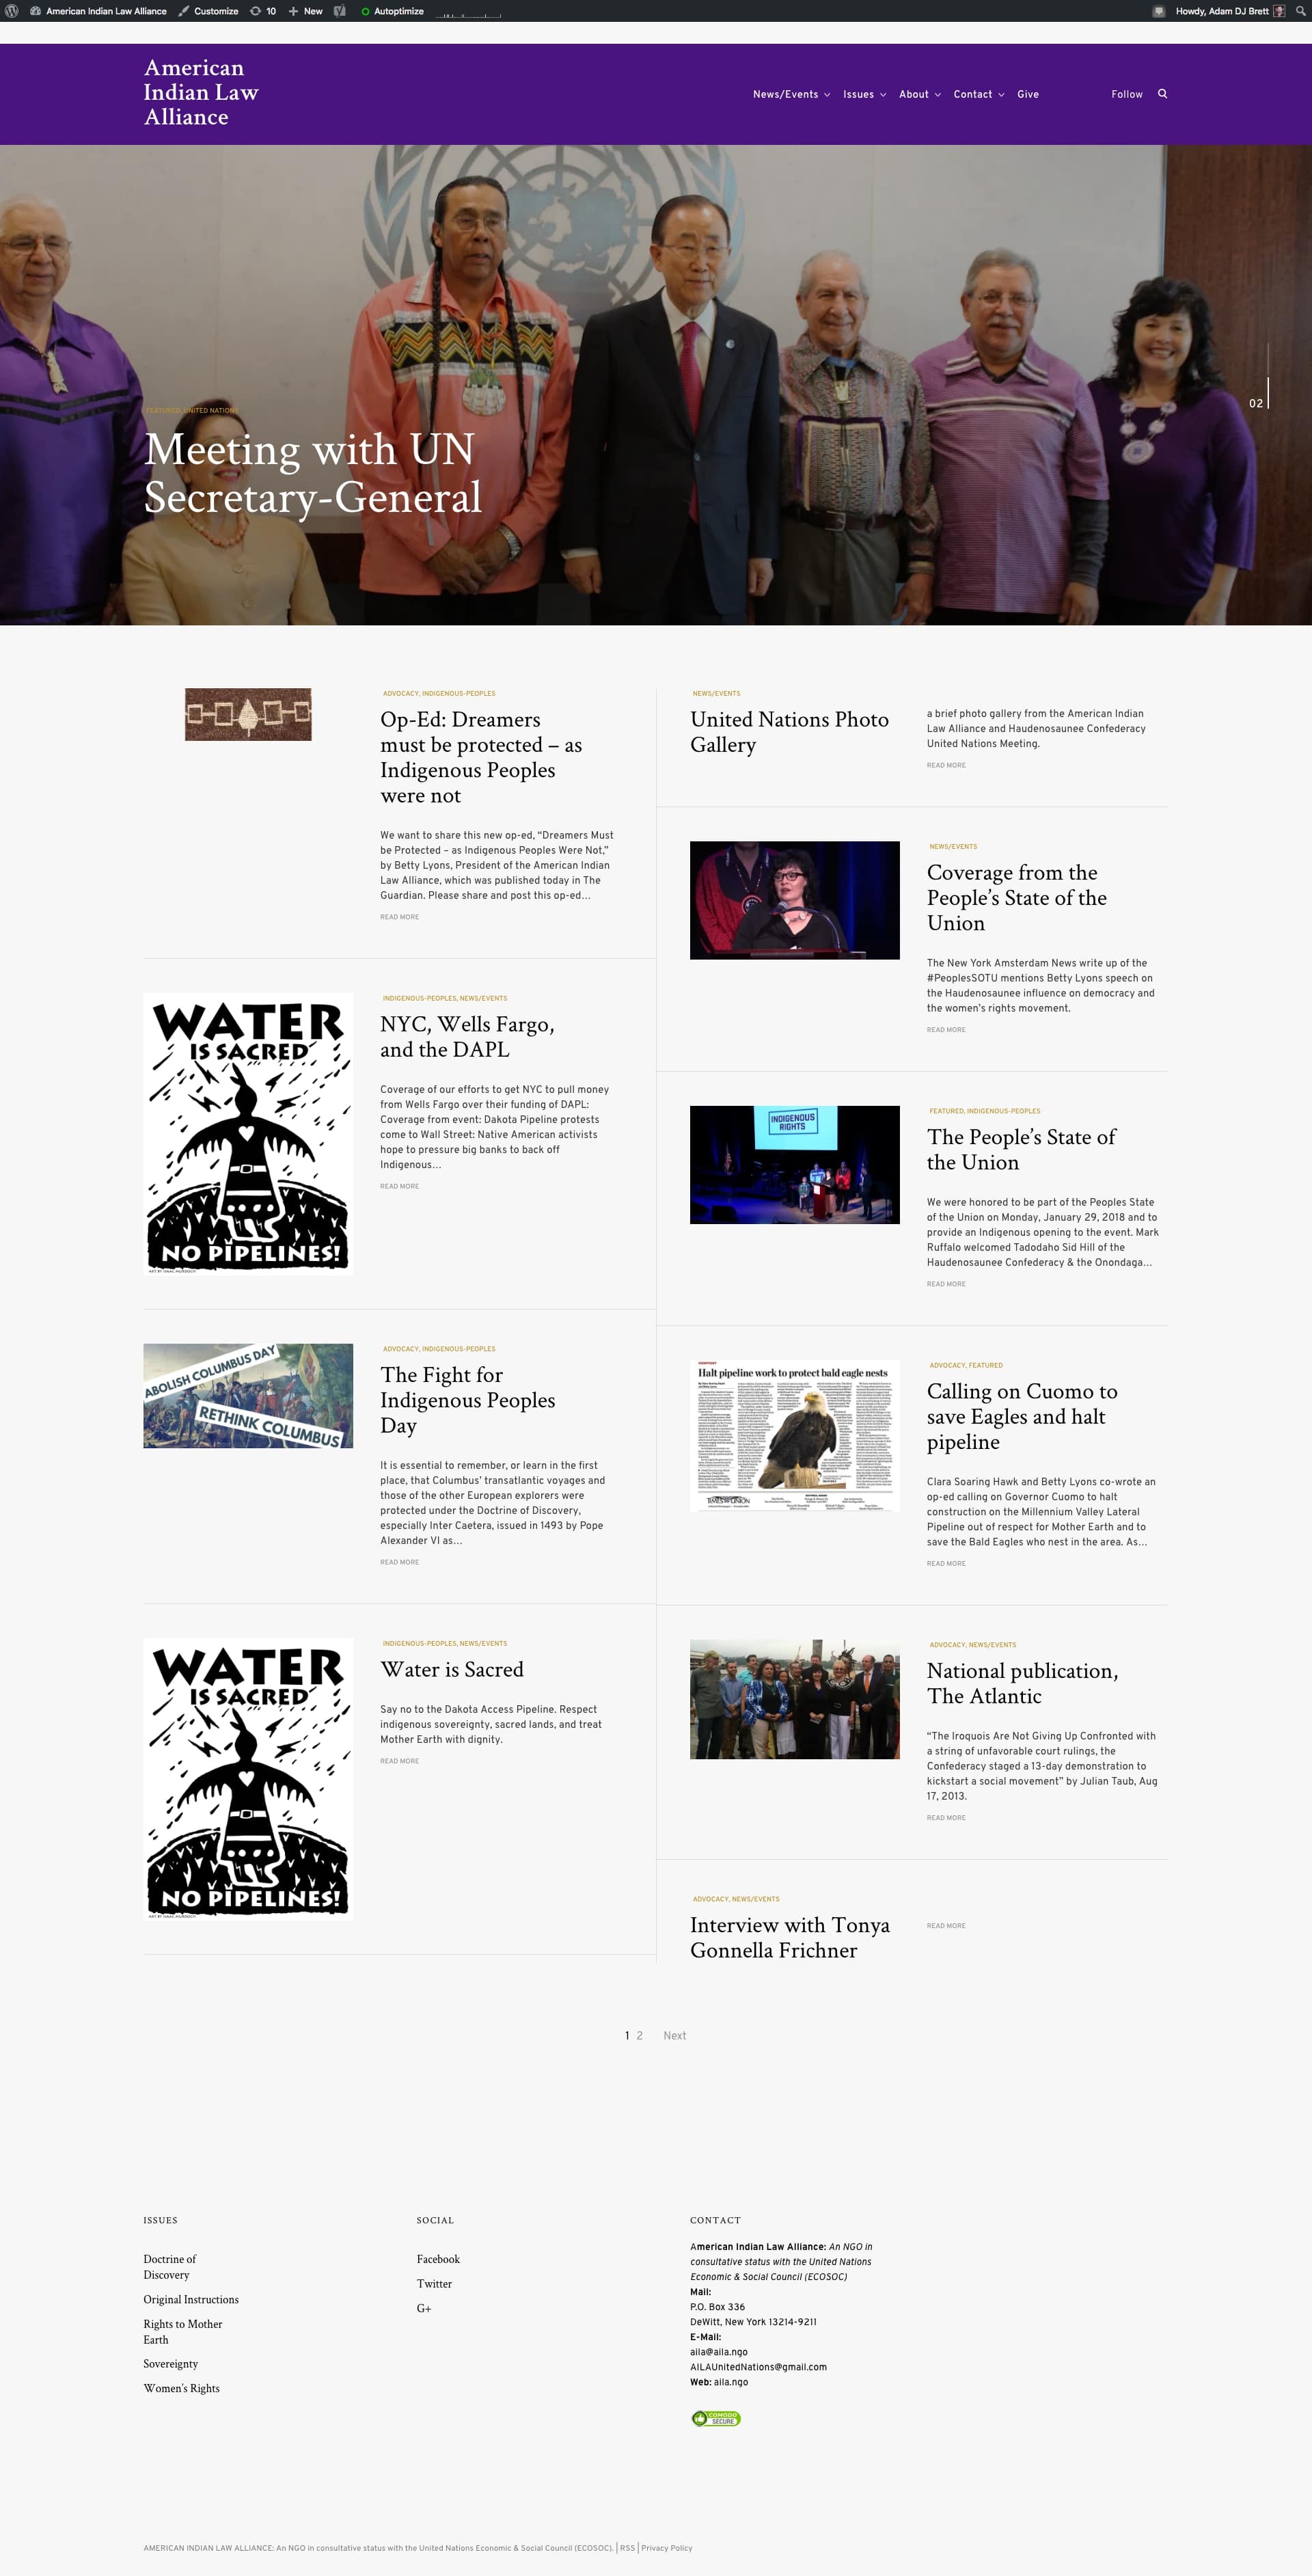 American Indian Law Alliance Customize 10 New Autoptimize Howdy, Adam DJ Brett
American
Indian Law
Alliance
News/Events Issues About Contact Give Follow
02
FEATURED, UNITED NATIONS
Meeting with UN
Secretary-General
ADVOCACY, INDIGENOUS-PEOPLES
Op-Ed: Dreamers
must be protected – as
Indigenous Peoples
were not
We want to share this new op-ed, “Dreamers Must
be Protected – as Indigenous Peoples Were Not,”
by Betty Lyons, President of the American Indian
Law Alliance, which was published today in The
Guardian. Please share and post this op-ed…
READ MORE
WATER
IS SACRED
NO PIPELINES!
ART BY ISAAC MURDOCH
INDIGENOUS-PEOPLES, NEWS/EVENTS
NYC, Wells Fargo,
and the DAPL
Coverage of our efforts to get NYC to pull money
from Wells Fargo over their funding of DAPL:
Coverage from event: Dakota Pipeline protests
come to Wall Street: Native American activists
hope to pressure big banks to back off
Indigenous…
READ MORE
ABOLISH COLUMBUS DAY
RETHINK COLUMBUS
ADVOCACY, INDIGENOUS-PEOPLES
The Fight for
Indigenous Peoples
Day
It is essential to remember, or learn in the first
place, that Columbus’ transatlantic voyages and
those of the other European explorers were
protected under the Doctrine of Discovery,
especially Inter Caetera, issued in 1493 by Pope
Alexander VI as…
READ MORE
WATER
IS SACRED
NO PIPELINES!
ART BY ISAAC MURDOCH
INDIGENOUS-PEOPLES, NEWS/EVENTS
Water is Sacred
Say no to the Dakota Access Pipeline. Respect
indigenous sovereignty, sacred lands, and treat
Mother Earth with dignity.
READ MORE
NEWS/EVENTS
United Nations Photo
Gallery
a brief photo gallery from the American Indian
Law Alliance and Haudenosaunee Confederacy
United Nations Meeting.
READ MORE
NEWS/EVENTS
Coverage from the
People’s State of the
Union
The New York Amsterdam News write up of the
#PeoplesSOTU mentions Betty Lyons speech on
the Haudenosaunee influence on democracy and
the women’s rights movement.
READ MORE
INDIGENOUS
RIGHTS
FEATURED, INDIGENOUS-PEOPLES
The People’s State of
the Union
We were honored to be part of the Peoples State
of the Union on Monday, January 29, 2018 and to
provide an Indigenous opening to the event. Mark
Ruffalo welcomed Tadodaho Sid Hill of the
Haudenosaunee Confederacy & the Onondaga…
READ MORE
Halt pipeline work to protect bald eagle nests
TIMES UNION
ADVOCACY, FEATURED
Calling on Cuomo to
save Eagles and halt
pipeline
Clara Soaring Hawk and Betty Lyons co-wrote an
op-ed calling on Governor Cuomo to halt
construction on the Millennium Valley Lateral
Pipeline out of respect for Mother Earth and to
save the Bald Eagles who nest in the area. As…
READ MORE
ADVOCACY, NEWS/EVENTS
National publication,
The Atlantic
“The Iroquois Are Not Giving Up Confronted with
a string of unfavorable court rulings, the
Confederacy staged a 13-day demonstration to
kickstart a social movement” by Julian Taub, Aug
17, 2013.
READ MORE
ADVOCACY, NEWS/EVENTS
Interview with Tonya
Gonnella Frichner
READ MORE
1 2 Next
ISSUES
Doctrine of
Discovery
Original Instructions
Rights to Mother
Earth
Sovereignty
Women’s Rights
SOCIAL
Facebook
Twitter
G+
CONTACT
American Indian Law Alliance: An NGO in
consultative status with the United Nations
Economic & Social Council (ECOSOC)
Mail:
P.O. Box 336
DeWitt, New York 13214-9211
E-Mail:
aila@aila.ngo
AILAUnitedNations@gmail.com
Web: aila.ngo
COMODO
SECURE
AMERICAN INDIAN LAW ALLIANCE: An NGO in consultative status with the United Nations Economic & Social Council (ECOSOC). | RSS | Privacy Policy